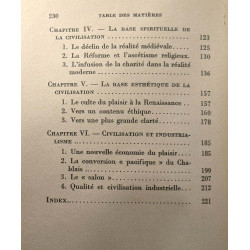 230 TABLE DES MATIÈRES
CHAPITRE IV. — LA BASE SPIRITUELLE DE
LA CIVILISATION 123
1. Le déclin de la réalité médiévale. 125
2. La Réforme et l'ascétisme religieux. 130
3. L'infusion de la charité dans la réalité
moderne 136
CHAPITRE V. — LA BASE ESTHÉTIQUE DE LA
CIVILISATION 157
1. Le culte du plaisir à la Renaissance. 157
2. Vers un contenu éthique 160
3. Vers une plus grande clarté 178
CHAPITRE VI. — CIVILISATION ET INDUSTRIA-
LISME 185
1. Une nouvelle économie du plaisir. 185
2. La conversion « pacifique » du Cha-
blais 199
3. Le « salon » 207
4. Qualité et civilisation industrielle. 212
INDEX. 221